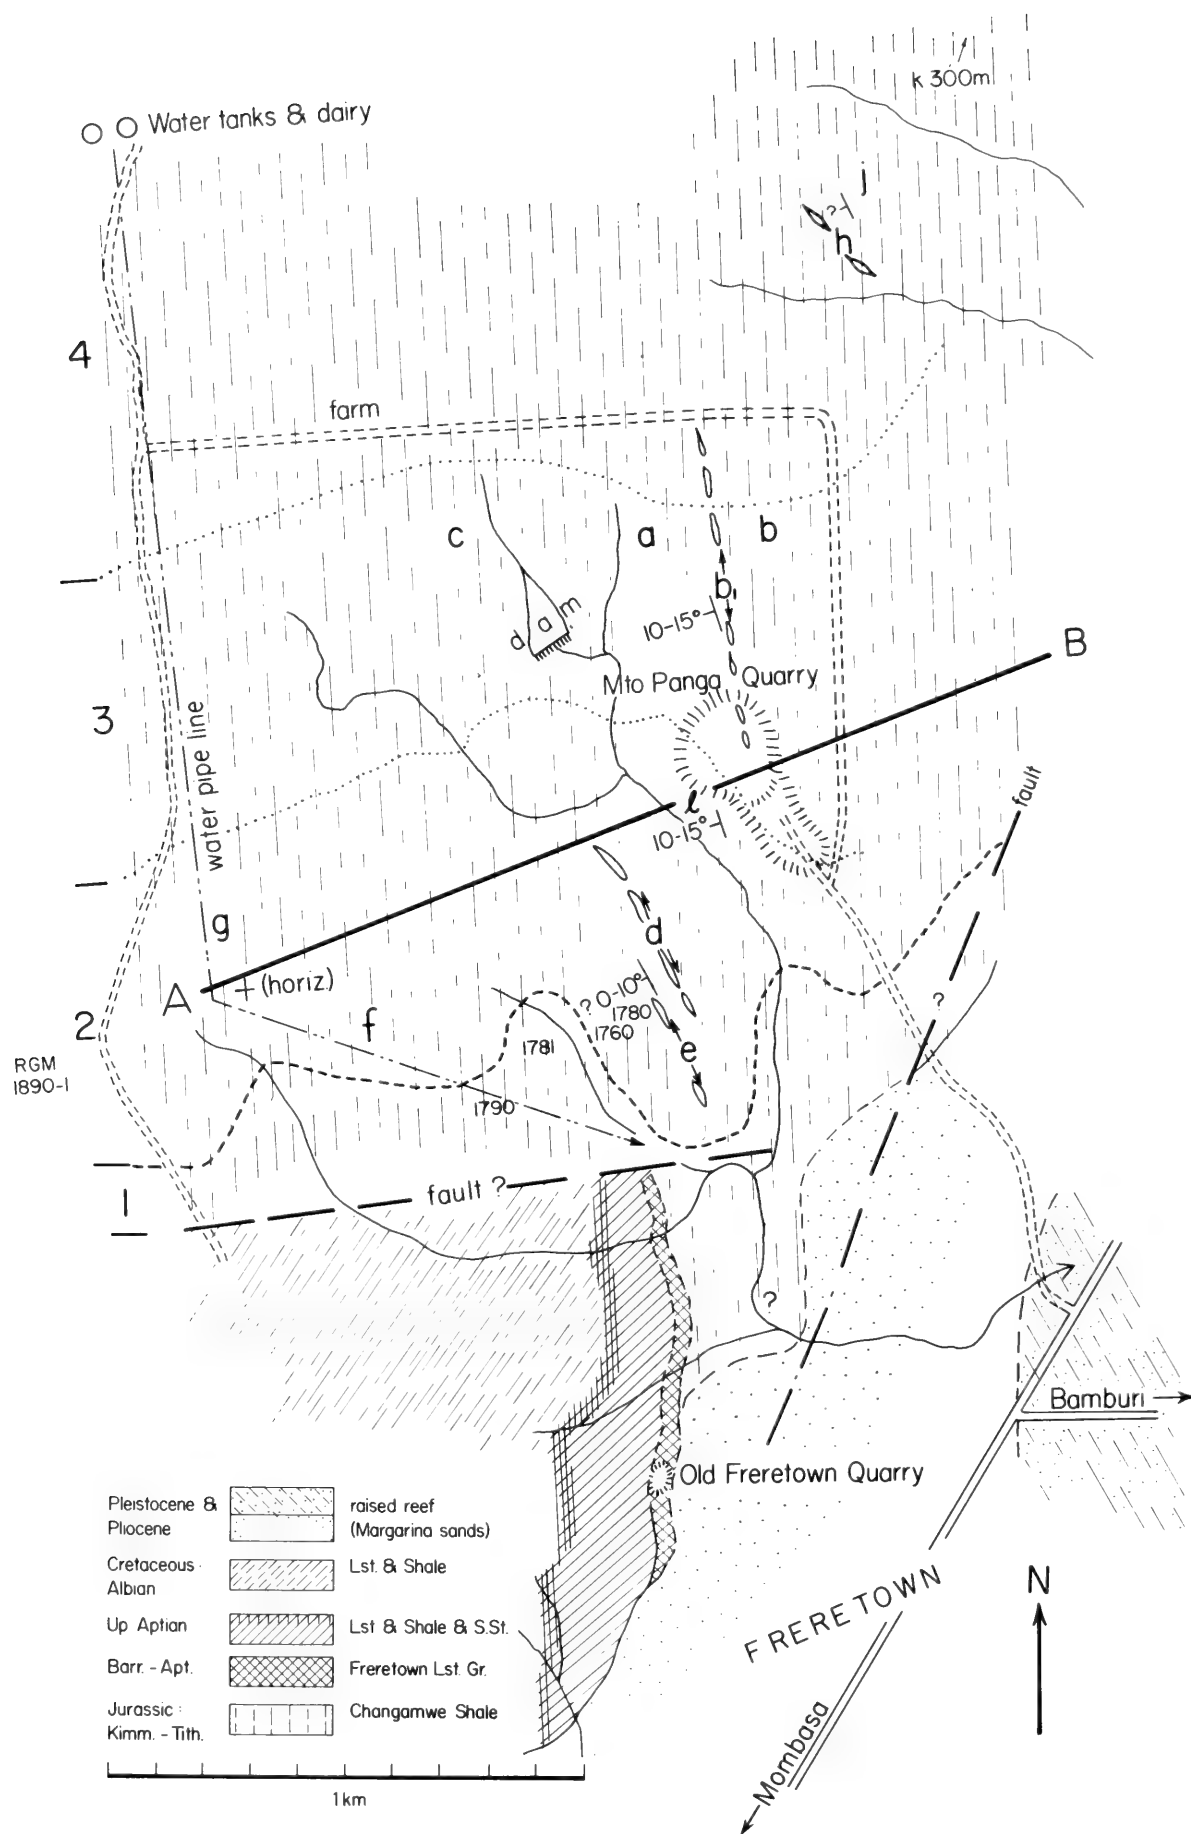 k 300m
Water tanks & dairy
j
?
h
4
farm
c
a
b
b₁
dam
10-15°
B
Mto Panga Quarry
3
water pipe line
fault
l
10-15°
g
d
A
(horiz.)
? 0-10°
1780
1760
?
2
f
1781
e
RGM
1890-1
1790
1
fault ?
?
Bamburi
Old Freretown Quarry
FRERETOWN
N
Mombasa
Pleistocene &
Pliocene
raised reef
(Margarina sands)
Cretaceous :
Albian
Lst. & Shale
Up Aptian
Lst & Shale & S.St.
Barr. - Apt.
Freretown Lst. Gr.
Jurassic :
Kimm. - Tith.
Changamwe Shale
1 km